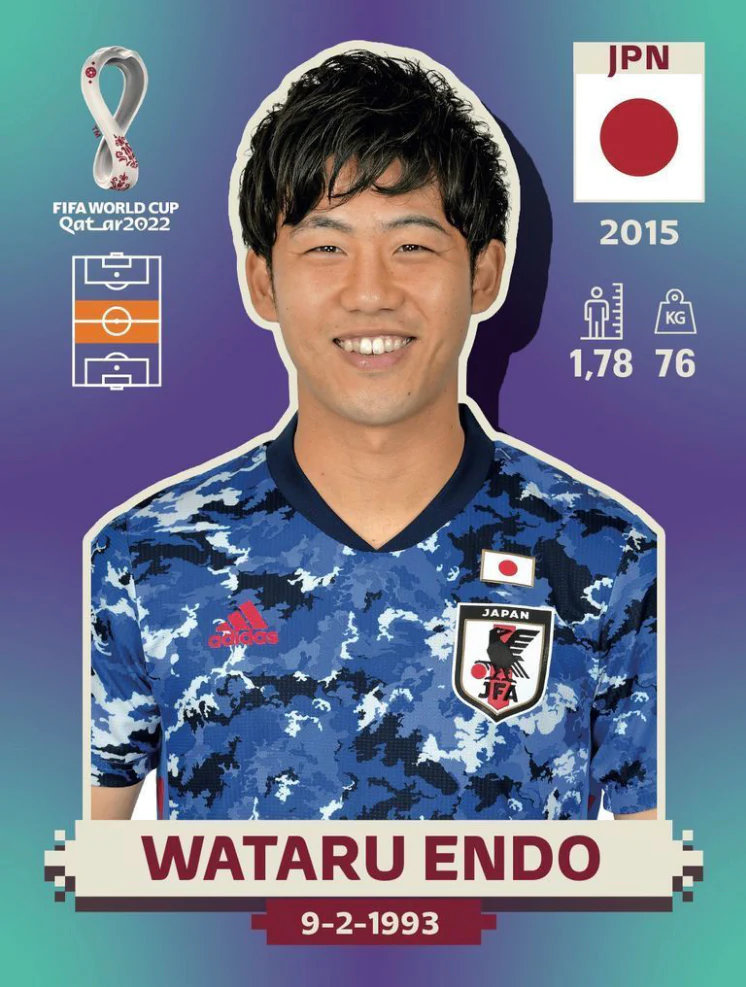 FIFA WORLD CUP
Qatar2022
JPN
2015
KG
1,78 76
adidas
JAPAN
JFA
WATARU ENDO
9-2-1993